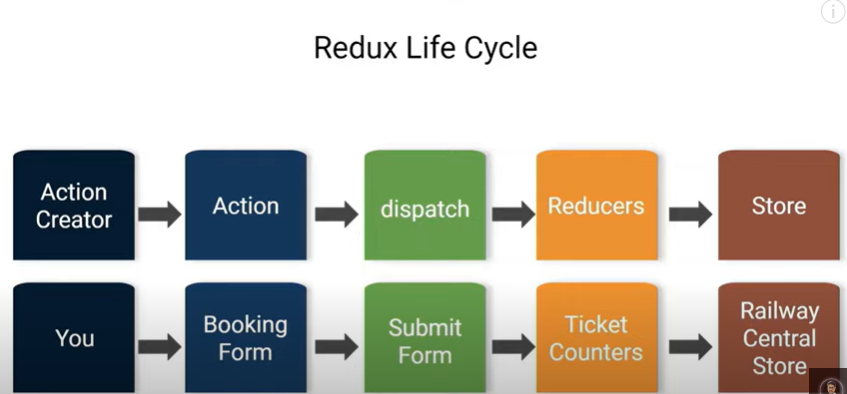 Redux Life Cycle
Action
Creator
Action
dispatch
Reducers
Store
You
Booking
Form
Submit
Form
Ticket
Counters
Railway
Central
Store